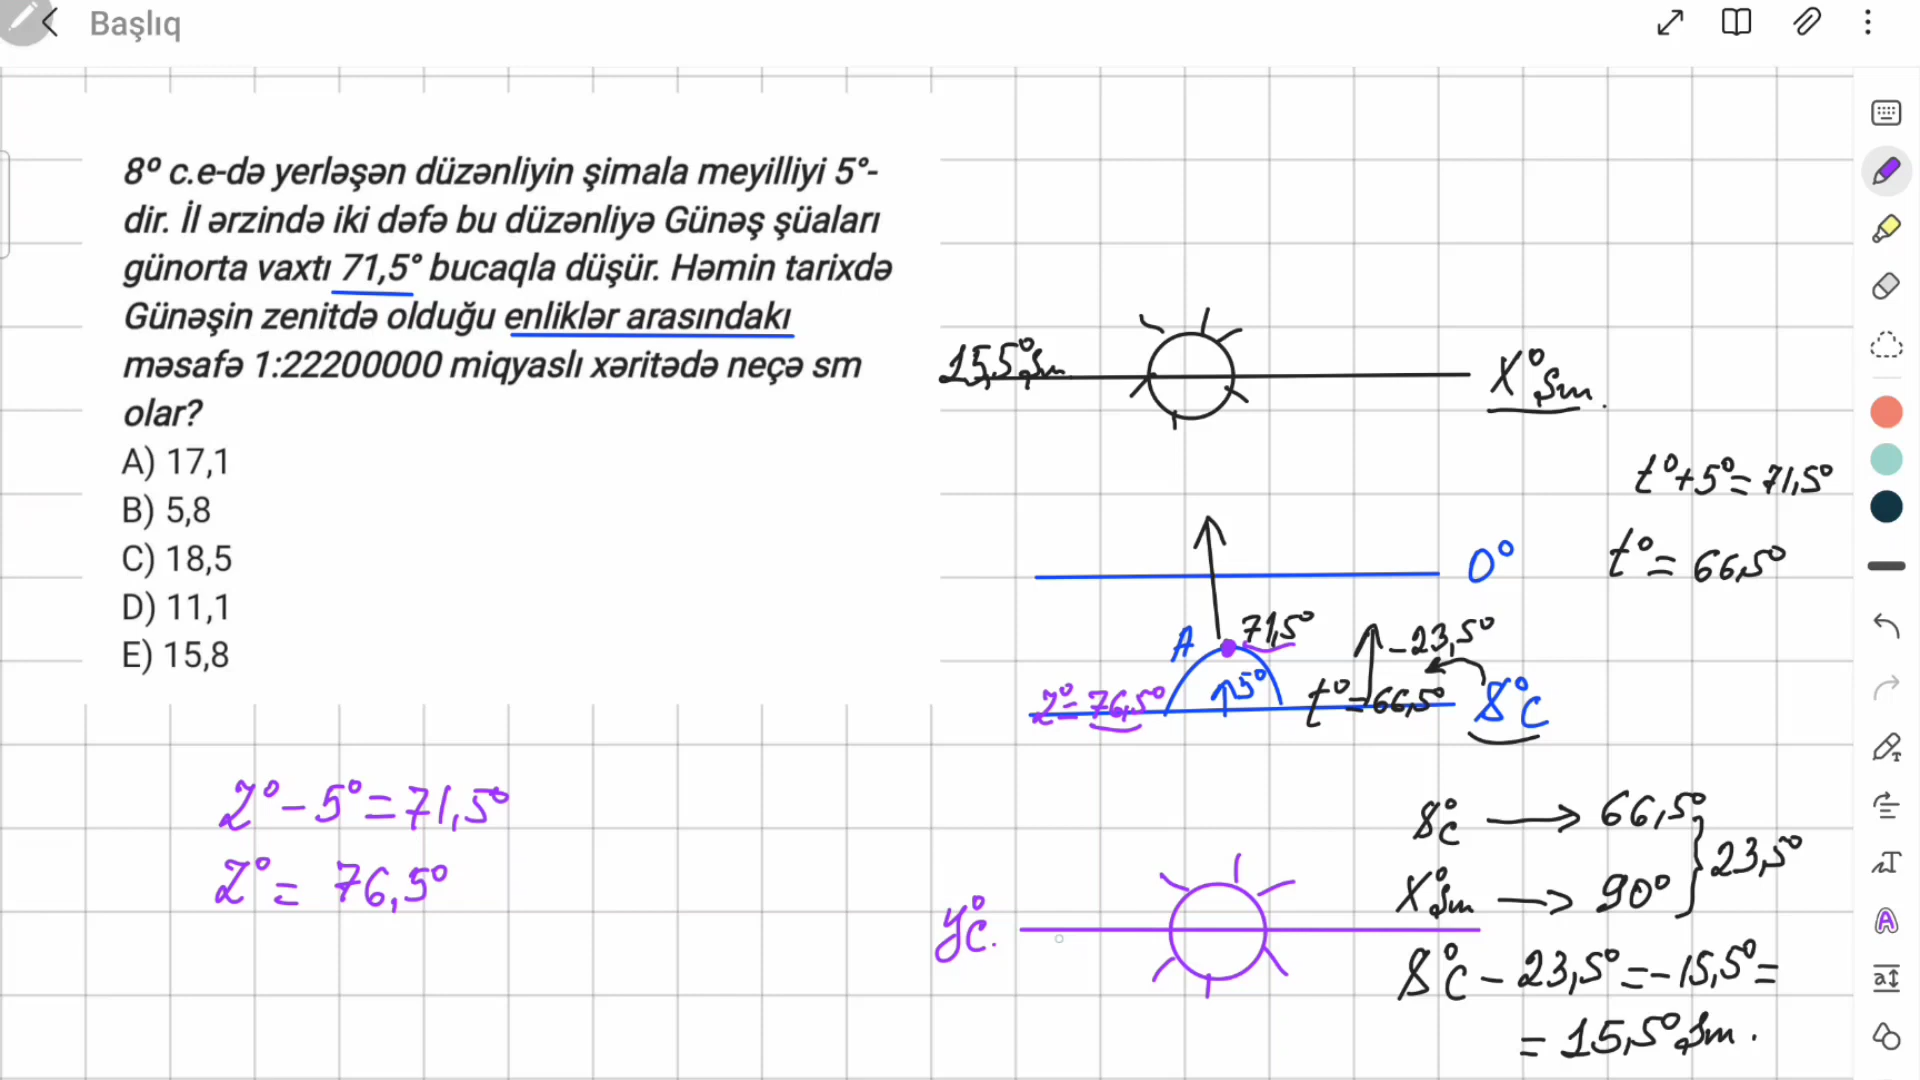 Başlıq
8º c.e-də yerləşən düzənliyin şimala meyilliyi 5°-
dir. İl ərzində iki dəfə bu düzənliyə Günəş şüaları
günorta vaxtı 71,5° bucaqla düşür. Həmin tarixdə
Günəşin zenitdə olduğu enliklər arasındakı
məsafə 1:22200000 miqyaslı xəritədə neçə sm
olar?
A) 17,1
B) 5,8
C) 18,5
D) 11,1
E) 15,8
15,5° şm
X° şm.
t°+5°=71,5°
t°=66,5°
0°
A
71,5°
-23,5°
5°
Z°=76,5°
t°=66,5°
8°C
Z°-5°=71,5°
Z°= 76,5°
8°C → 66,5°
23,5°
X° şm → 90°
y°C.
8°C - 23,5°=-15,5°=
=15,5° şm.